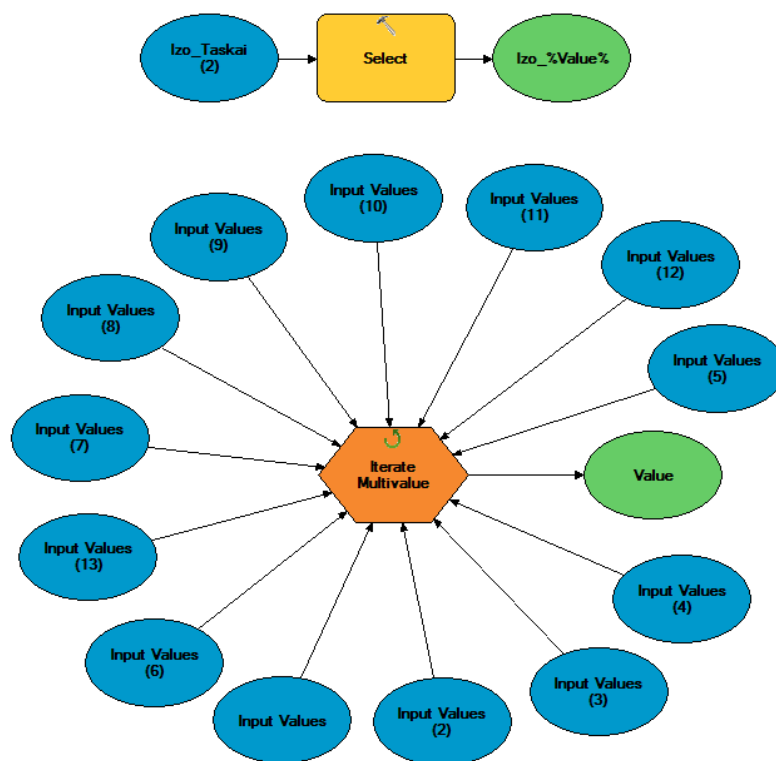 Izo_Taskai
(2)
Select
Izo_%Value%
Input Values
(10)
Input Values
(11)
Input Values
(9)
Input Values
(12)
Input Values
(8)
Input Values
(5)
Input Values
(7)
Iterate
Multivalue
Value
Input Values
(13)
Input Values
(4)
Input Values
(6)
Input Values
(3)
Input Values
Input Values
(2)